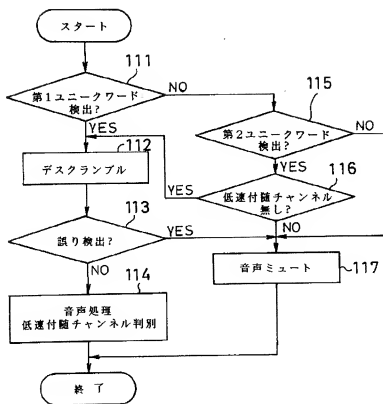 スタート
111
第1ユニークワード
検出?
NO
YES
115
第2ユニークワード
検出?
NO
YES
112
デスクランブル
116
低速付随チャンネル
無し?
YES
NO
113
誤り検出?
YES
NO
114
音声処理
低速付随チャンネル判別
音声ミュート
117
終了